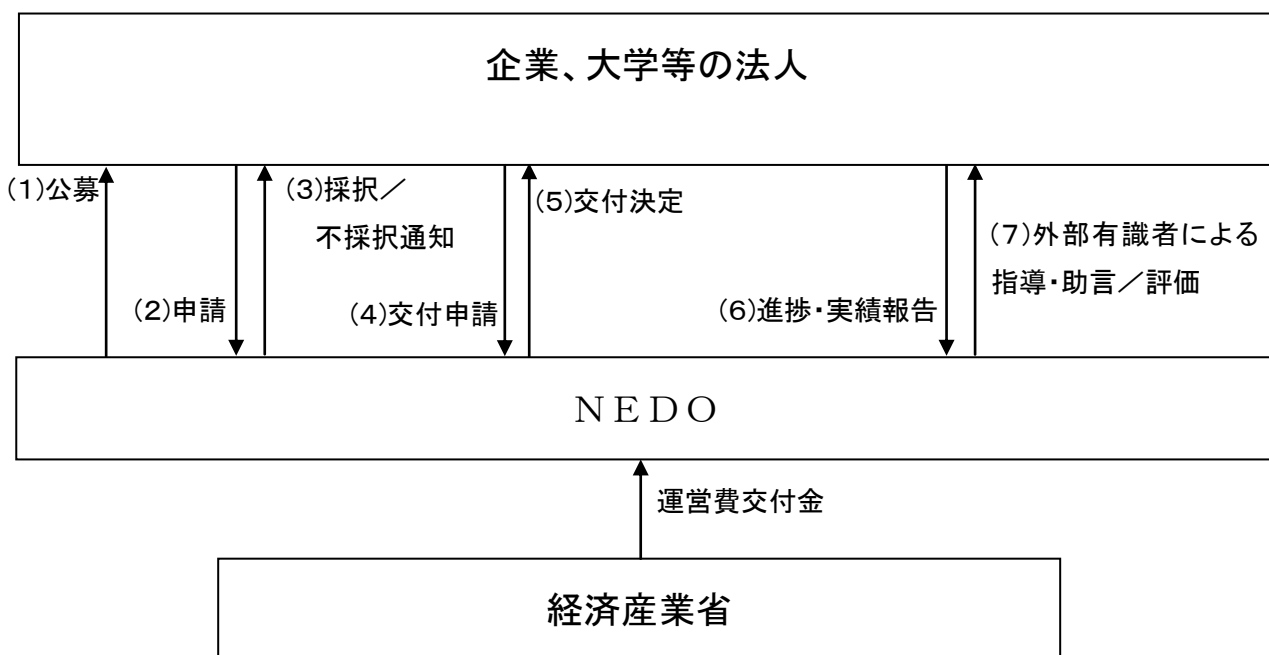 企業、大学等の法人
(1)公募
(2)申請
(3)採択／
不採択通知
(4)交付申請
(5)交付決定
(6)進捗・実績報告
(7)外部有識者による
指導・助言／評価
ＮＥＤＯ
運営費交付金
経済産業省